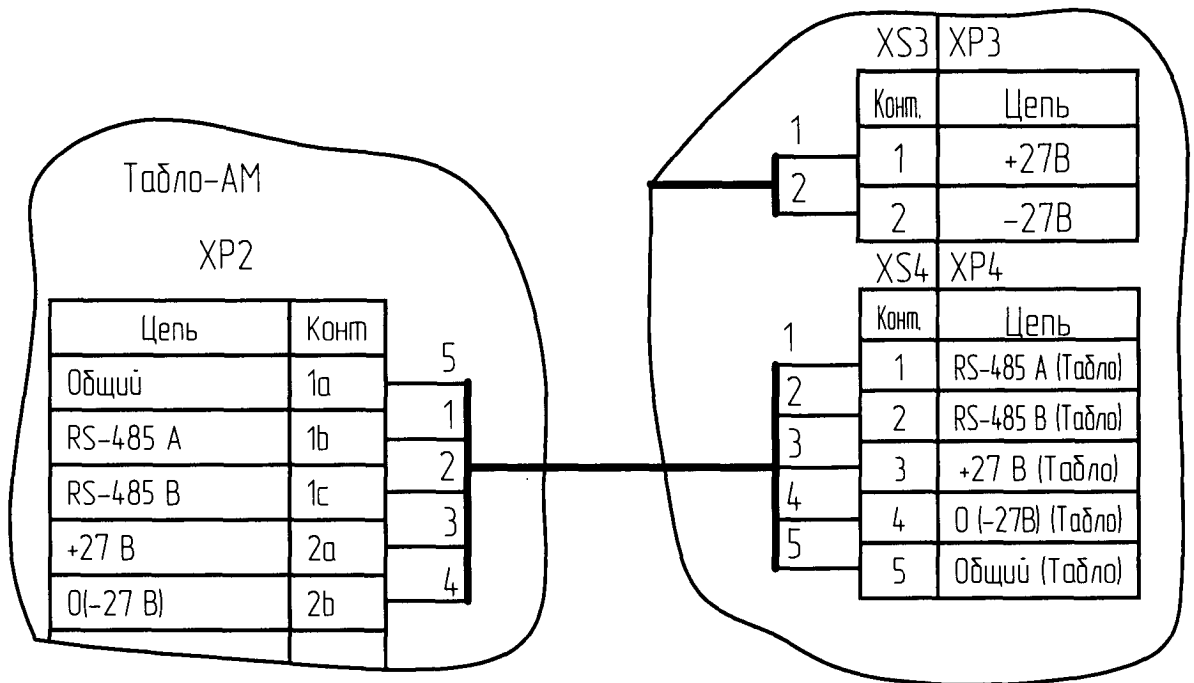 Табло-АМ
XP2
Цепь Конт
Общий 1a
RS-485 A 1b
RS-485 B 1c
+27 В 2a
0(-27 В) 2b
5
1
2
3
4
XS3 XP3
Конт. Цепь
1 +27В
2 -27В
1
2
XS4 XP4
Конт. Цепь
1 RS-485 A (Табло)
2 RS-485 B (Табло)
3 +27 В (Табло)
4 0 (-27В) (Табло)
5 Общий (Табло)
1
2
3
4
5